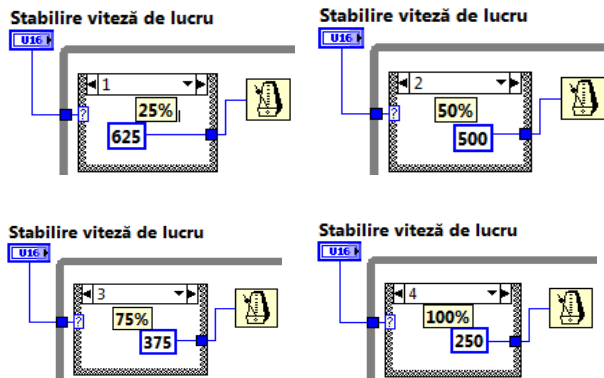 Stabilire viteză de lucru
U16
1
25%
?
625
Stabilire viteză de lucru
U16
2
50%
?
500
Stabilire viteză de lucru
U16
3
75%
?
375
Stabilire viteză de lucru
U16
4
100%
?
250